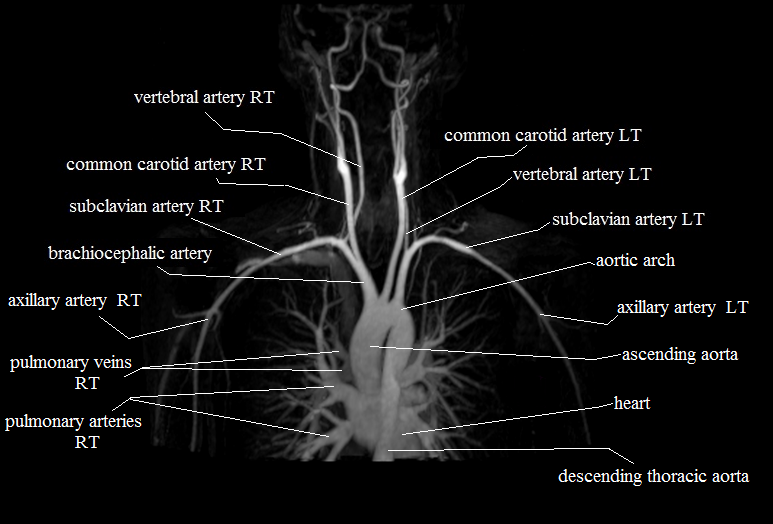 vertebral artery RT
common carotid artery RT
subclavian artery RT
brachiocephalic artery
axillary artery  RT
pulmonary veins
RT
pulmonary arteries
RT
common carotid artery LT
vertebral artery LT
subclavian artery LT
aortic arch
axillary artery  LT
ascending aorta
heart
descending thoracic aorta